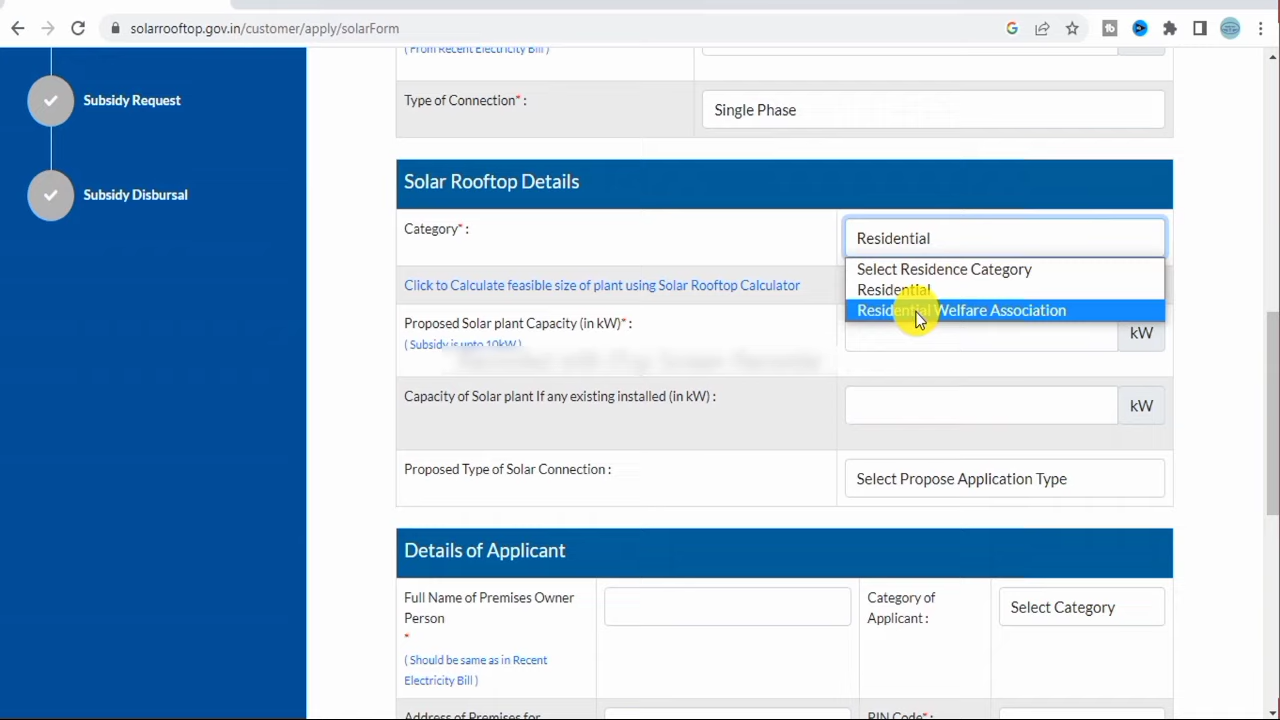 solarrooftop.gov.in/customer/apply/solarForm
Subsidy Request
Subsidy Disbursal
( From Recent Electricity Bill )
Type of Connection* :
Single Phase
Solar Rooftop Details
Category* :
Residential
Select Residence Category
Residential
Residential Welfare Association
Click to Calculate feasible size of plant using Solar Rooftop Calculator
Proposed Solar plant Capacity (in kW)* :
( Subsidy is upto 10kW )
kW
Capacity of Solar plant If any existing installed (in kW) :
kW
Proposed Type of Solar Connection :
Select Propose Application Type
Details of Applicant
Full Name of Premises Owner
Person
*
( Should be same as in Recent
Electricity Bill )
Category of
Applicant :
Select Category
Address of Premises for
PIN Code* :